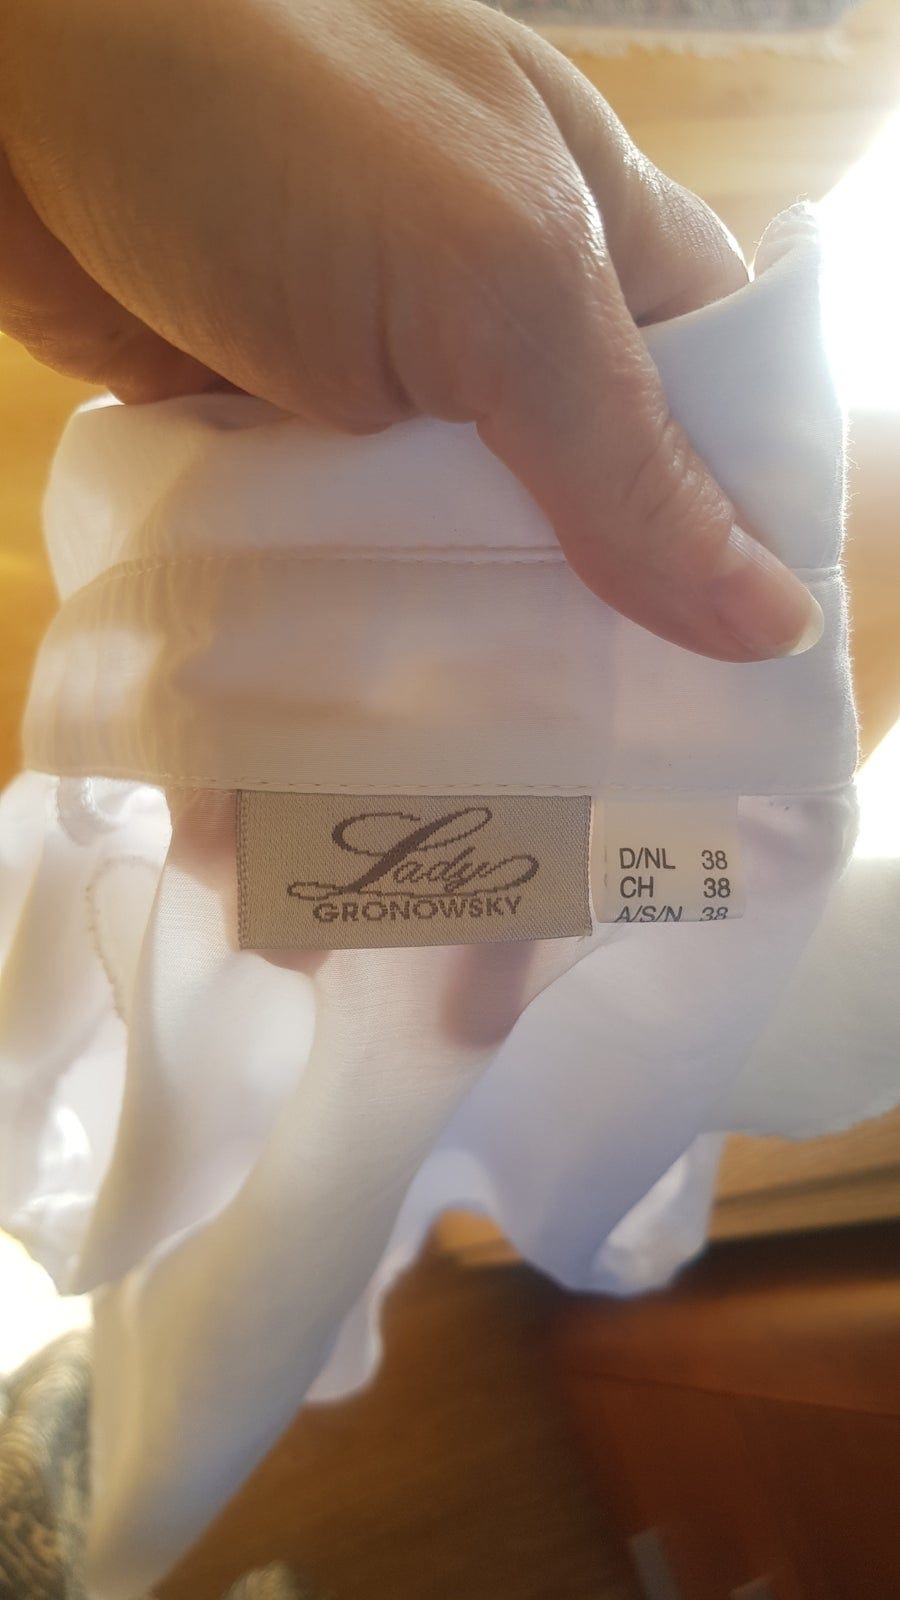 Lady
GRONOWSKY
D/NL 38
CH 38
A/S/N 38